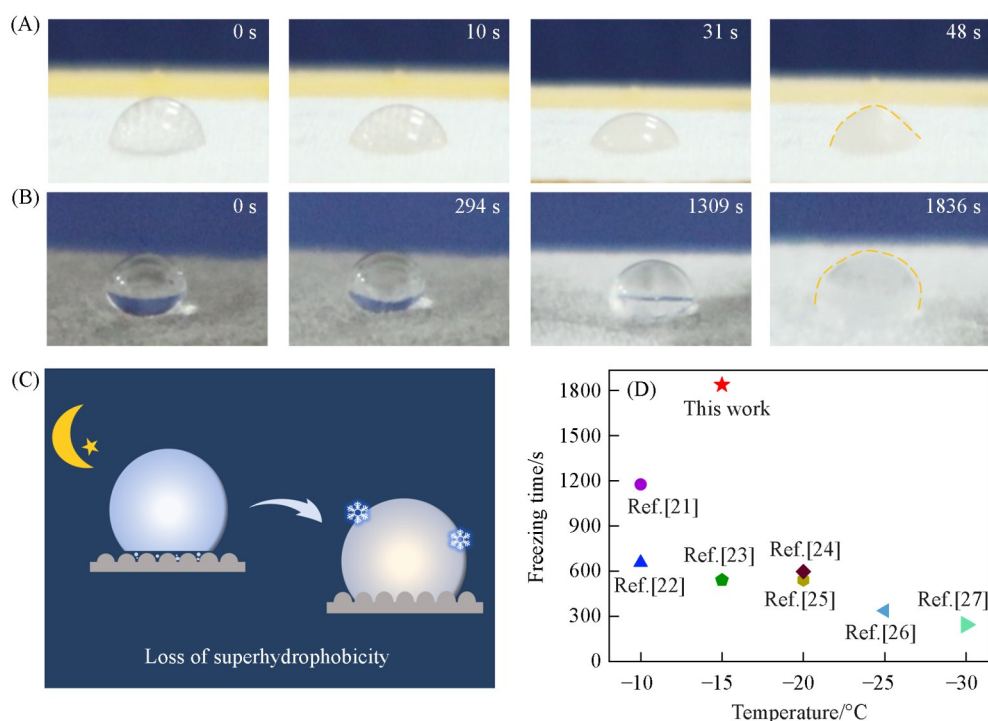 (A)
0 s
10 s
31 s
48 s
(B)
0 s
294 s
1309 s
1836 s
(C)
Loss of superhydrophobicity
(D)
Freezing time/s
1800
1500
1200
900
600
300
0
This work
Ref.[21]
Ref.[22]
Ref.[23]
Ref.[24]
Ref.[25]
Ref.[26]
Ref.[27]
−10
−15
−20
−25
−30
Temperature/°C